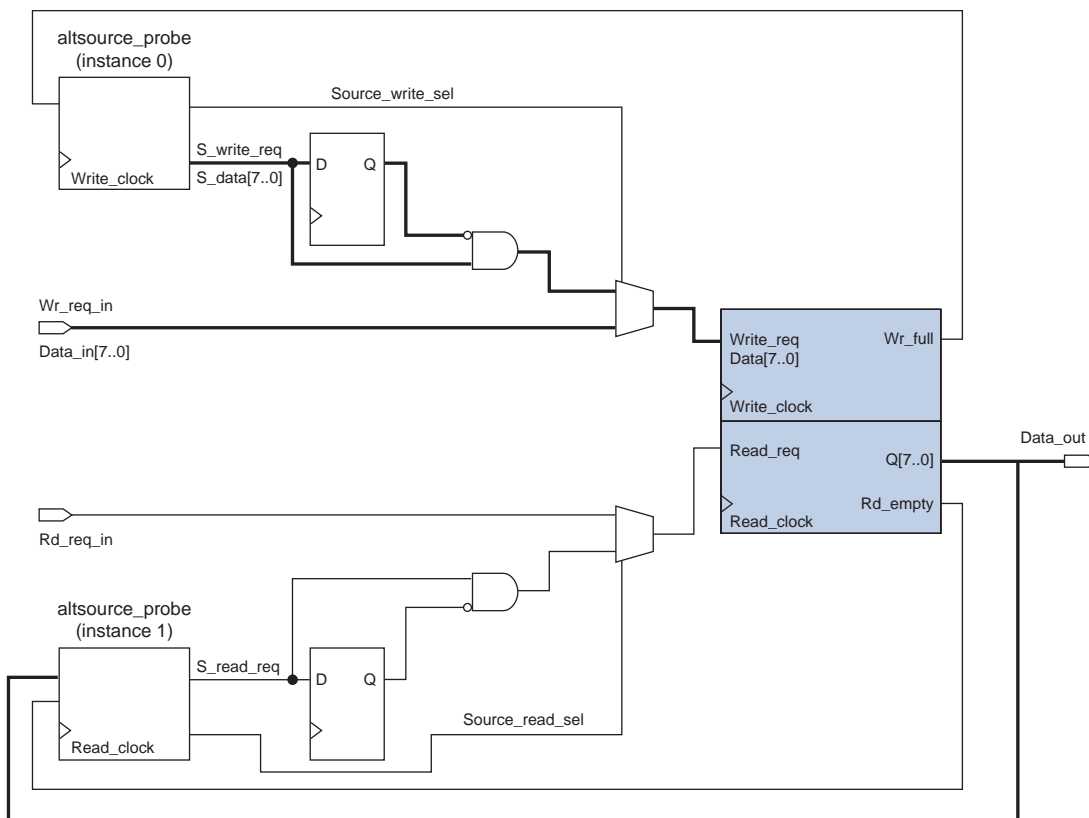 altsource_probe
(instance 0)
Source_write_sel
S_write_req
D
Q
Write_clock
S_data[7..0]
Wr_req_in
Data_in[7..0]
Write_req
Wr_full
Data[7..0]
Write_clock
Data_out
Read_req
Q[7..0]
Rd_empty
Read_clock
Rd_req_in
altsource_probe
(instance 1)
S_read_req
D
Q
Source_read_sel
Read_clock